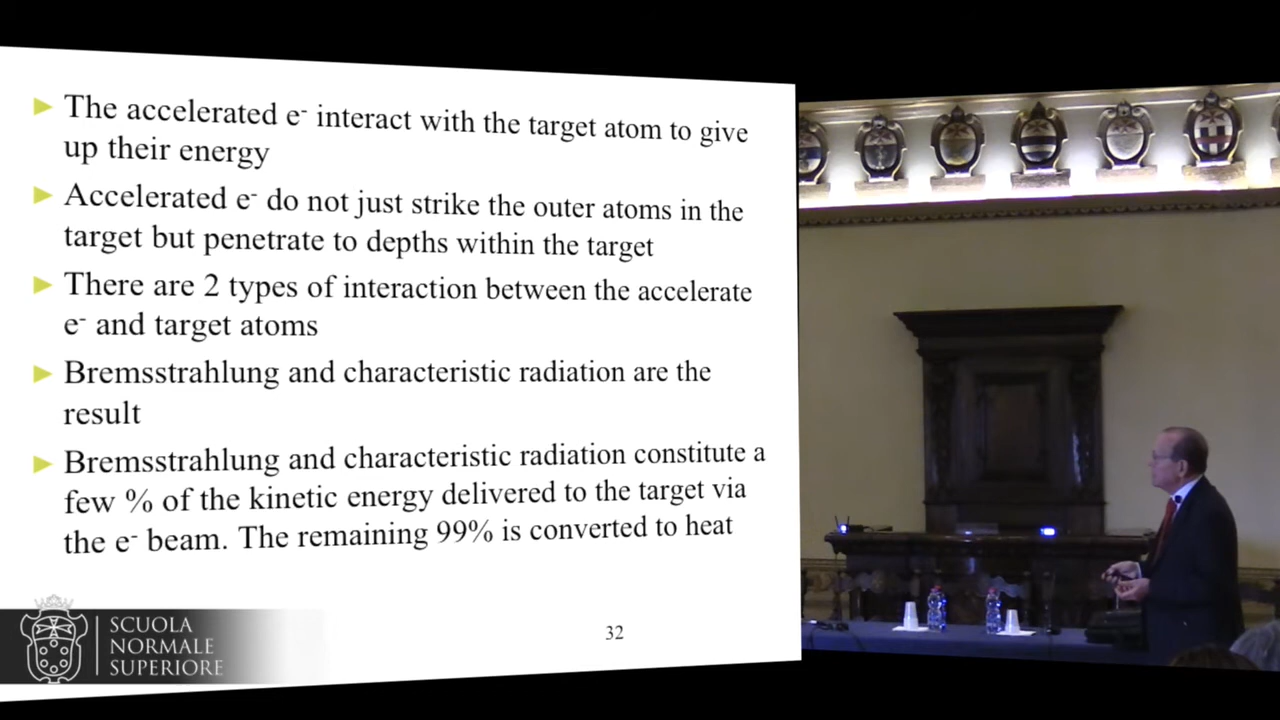 The accelerated e- interact with the target atom to give
up their energy
Accelerated e- do not just strike the outer atoms in the
target but penetrate to depths within the target
There are 2 types of interaction between the accelerate
e- and target atoms
Bremsstrahlung and characteristic radiation are the
result
Bremsstrahlung and characteristic radiation constitute a
few % of the kinetic energy delivered to the target via
the e- beam. The remaining 99% is converted to heat
SCUOLA
NORMALE
SUPERIORE
32